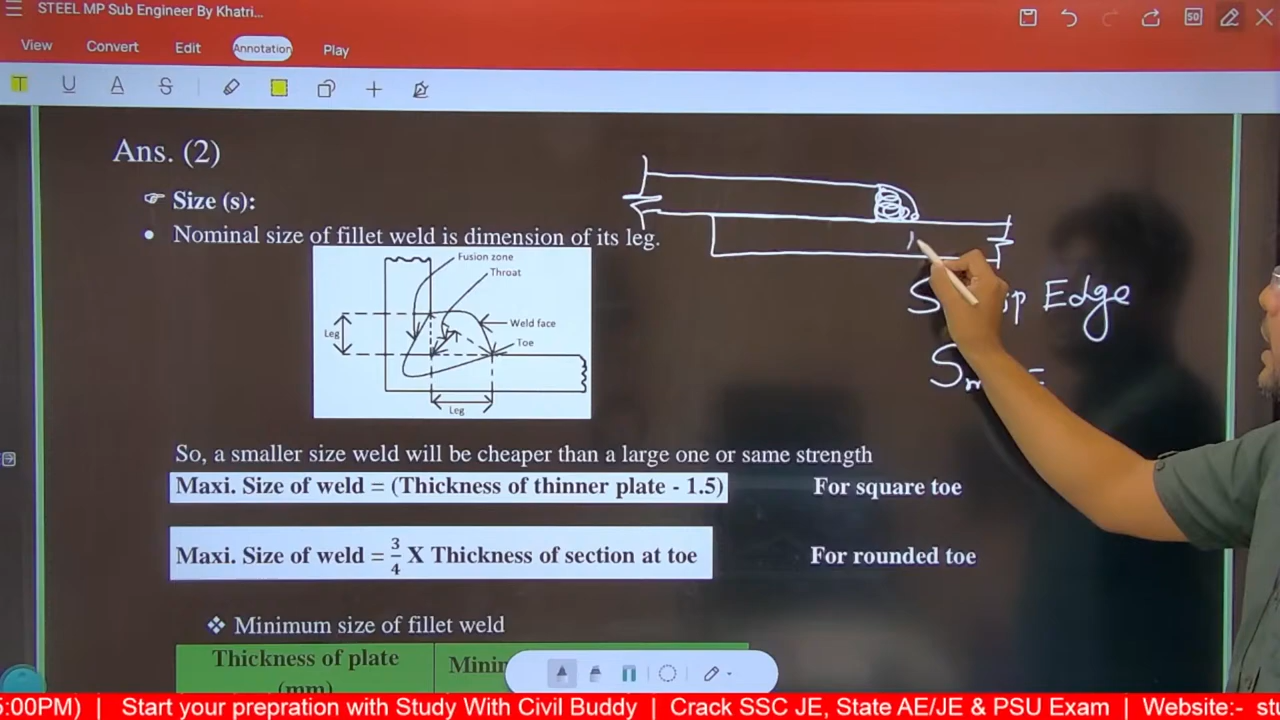 STEEL MP Sub Engineer By Khatri...
50
View Convert Edit Annotation Play
T U A S
Ans. (2)
☞ Size (s):
• Nominal size of fillet weld is dimension of its leg.
Fusion zone
Throat
Leg
Weld face
T
Toe
Leg
Edge
So, a smaller size weld will be cheaper than a large one or same strength
Maxi. Size of weld = (Thickness of thinner plate - 1.5) For square toe
Maxi. Size of weld = 3/4 X Thickness of section at toe For rounded toe
❖ Minimum size of fillet weld
Thickness of plate
(mm)
5:00PM) | Start your prepration with Study With Civil Buddy | Crack SSC JE, State AE/JE & PSU Exam | Website:-